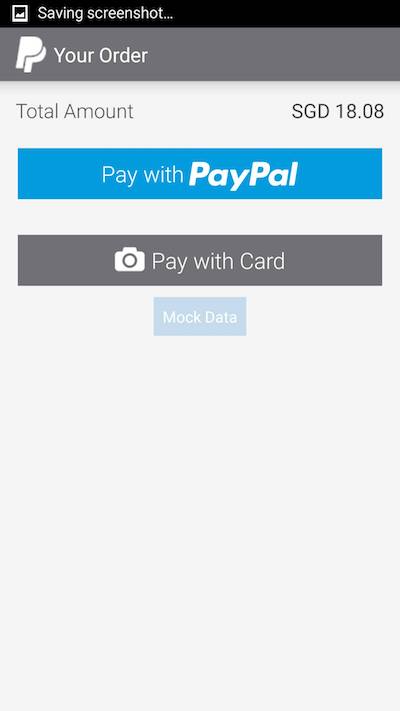 Saving screenshot...
Your Order
Total Amount SGD 18.08
Pay with PayPal
Pay with Card
Mock Data